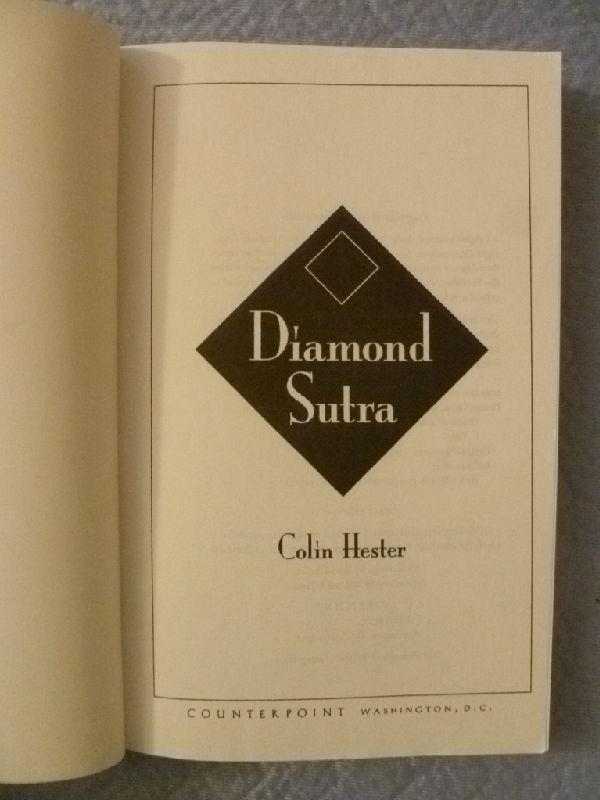 Diamond
Sutra
Colin Hester
COUNTERPOINT WASHINGTON, D.C.